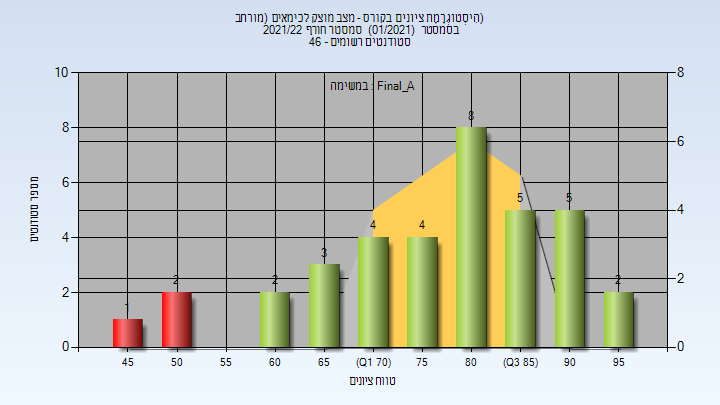 הִיסְטוֹגְרָמַת ציונים בקורס - מצב מוצק לכימאים (מורחב)
בסמסטר (01/2021) סמסטר חורף 2021/22
סטודנטים רשומים - 46
במשימה : Final_A
מספר סטודנטים
10 8 6 4 2 0
8 6 4 2 0
1 2 2 3 4 4 8 5 5 2
45 50 55 60 65 (Q1 70) 75 80 (Q3 85) 90 95
טווח ציונים